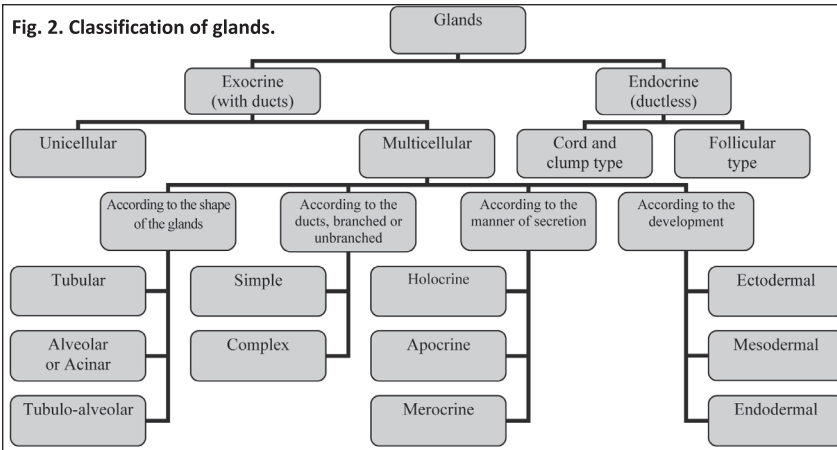 Fig. 2. Classification of glands.
Glands
Exocrine
(with ducts)
Endocrine
(ductless)
Unicellular
Multicellular
Cord and
clump type
Follicular
type
According to the shape
of the glands
According to the
ducts, branched or
unbranched
According to the
manner of secretion
According to the
development
Tubular
Simple
Holocrine
Ectodermal
Alveolar
or Acinar
Complex
Apocrine
Mesodermal
Tubulo-alveolar
Merocrine
Endodermal